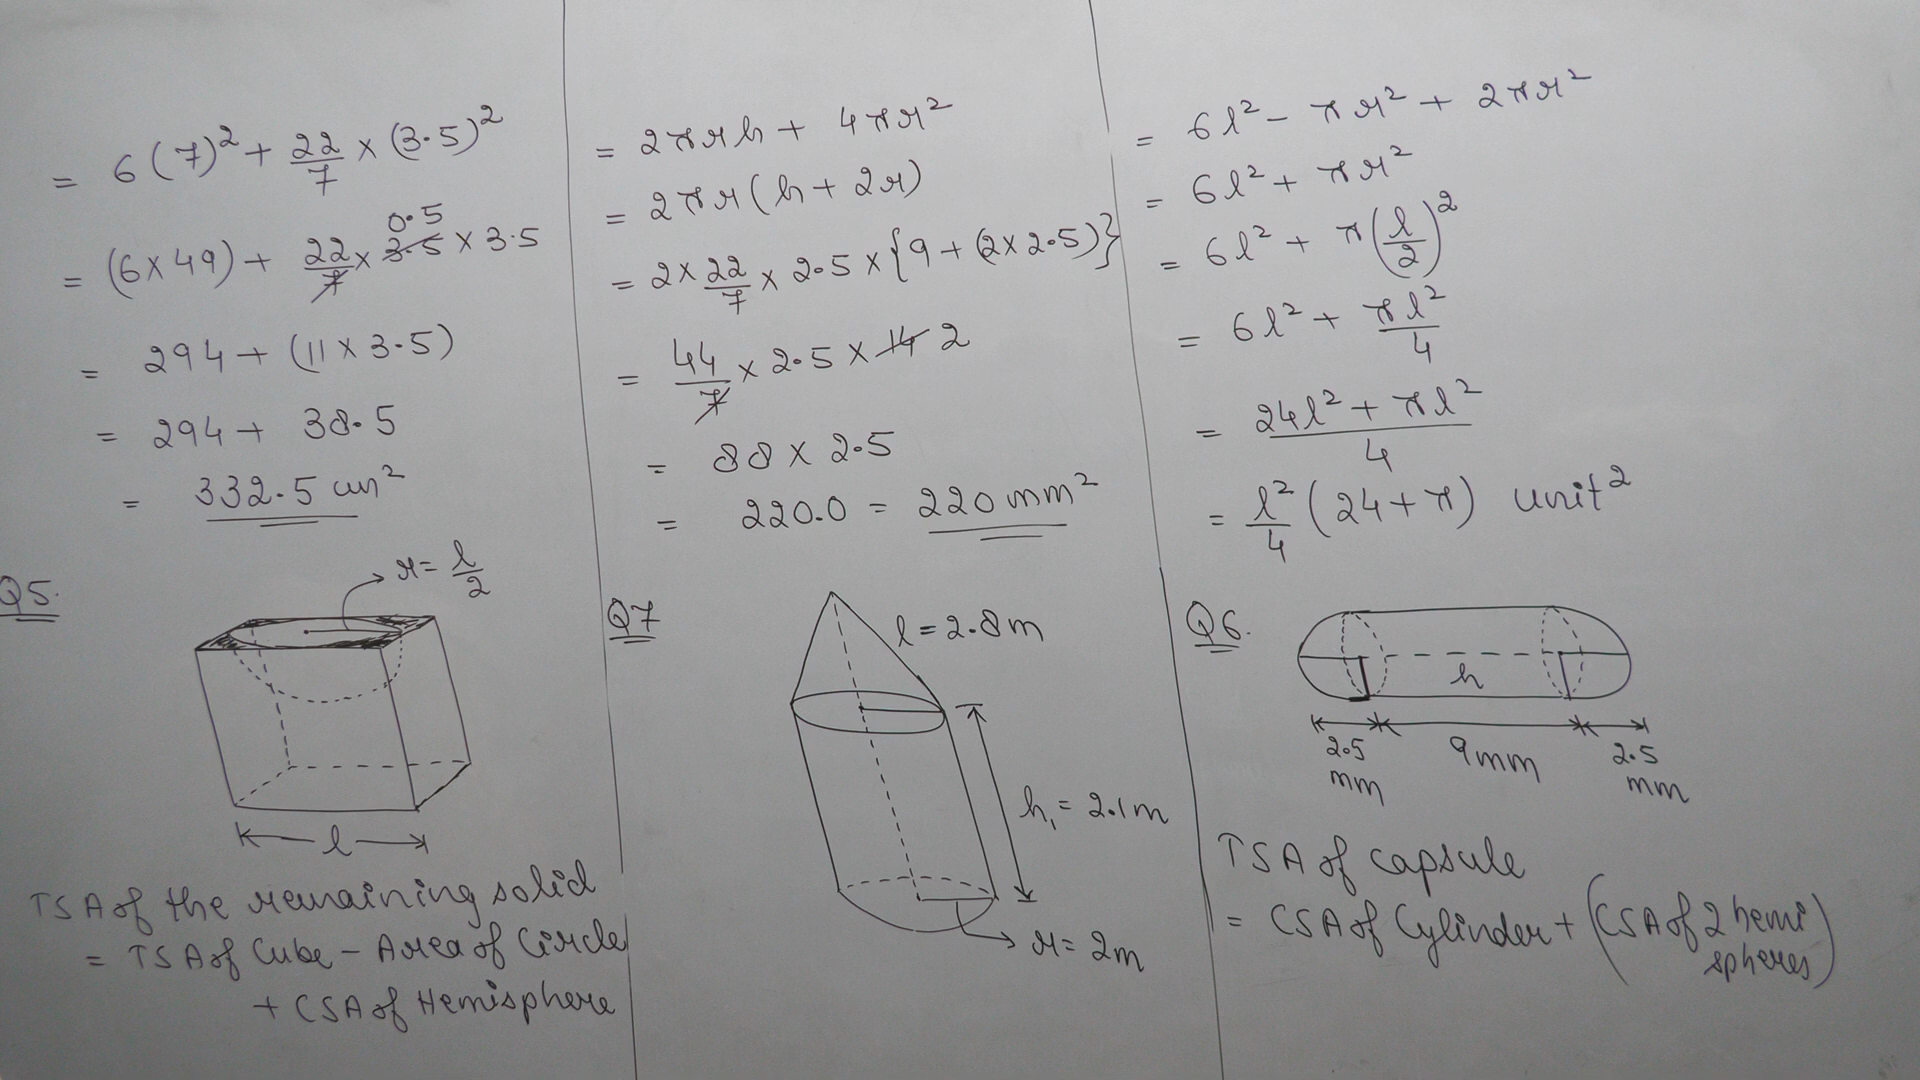 = 6(7)² + 22/7 × (3.5)²
= (6×49) + 22/7 × 3.5 × 3.5
0.5
= 294 + (11 × 3.5)
= 294 + 38.5
= 332.5 cm²
Q5.
r = l/2
l
TSA of the remaining solid
= TSA of Cube - Area of Circle
+ CSA of Hemisphere
= 2πrh + 4πr²
= 2πr(h + 2r)
= 2 × 22/7 × 2.5 × {9 + (2×2.5)}
= 44/7 × 2.5 × 14 2
= 88 × 2.5
= 220.0 = 220 mm²
Q7
l = 2.8m
h₁ = 2.1m
r = 2m
= 6l² - πr² + 2πr²
= 6l² + πr²
= 6l² + π(l/2)²
= 6l² + πl²/4
= 24l² + πl²/4
= l²/4 (24 + π) unit²
Q6.
h
2.5 mm
9mm
2.5 mm
TSA of capsule
= CSA of Cylinder + (CSA of 2 hemi
spheres)